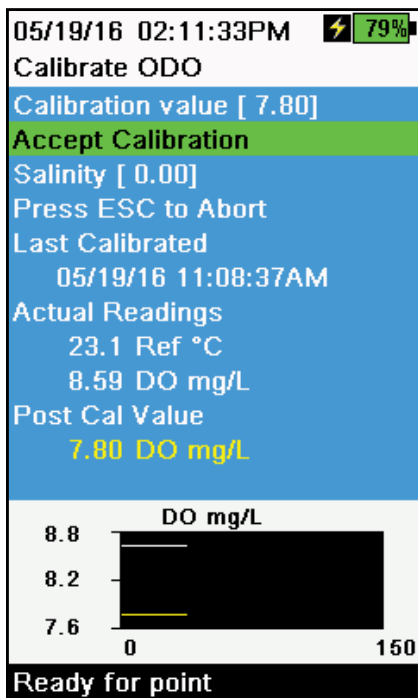 05/19/16 02:11:33PM 79%
Calibrate ODO
Calibration value [ 7.80]
Accept Calibration
Salinity [ 0.00]
Press ESC to Abort
Last Calibrated
05/19/16 11:08:37AM
Actual Readings
23.1 Ref °C
8.59 DO mg/L
Post Cal Value
7.80 DO mg/L
DO mg/L
8.8
8.2
7.6
0 150
Ready for point